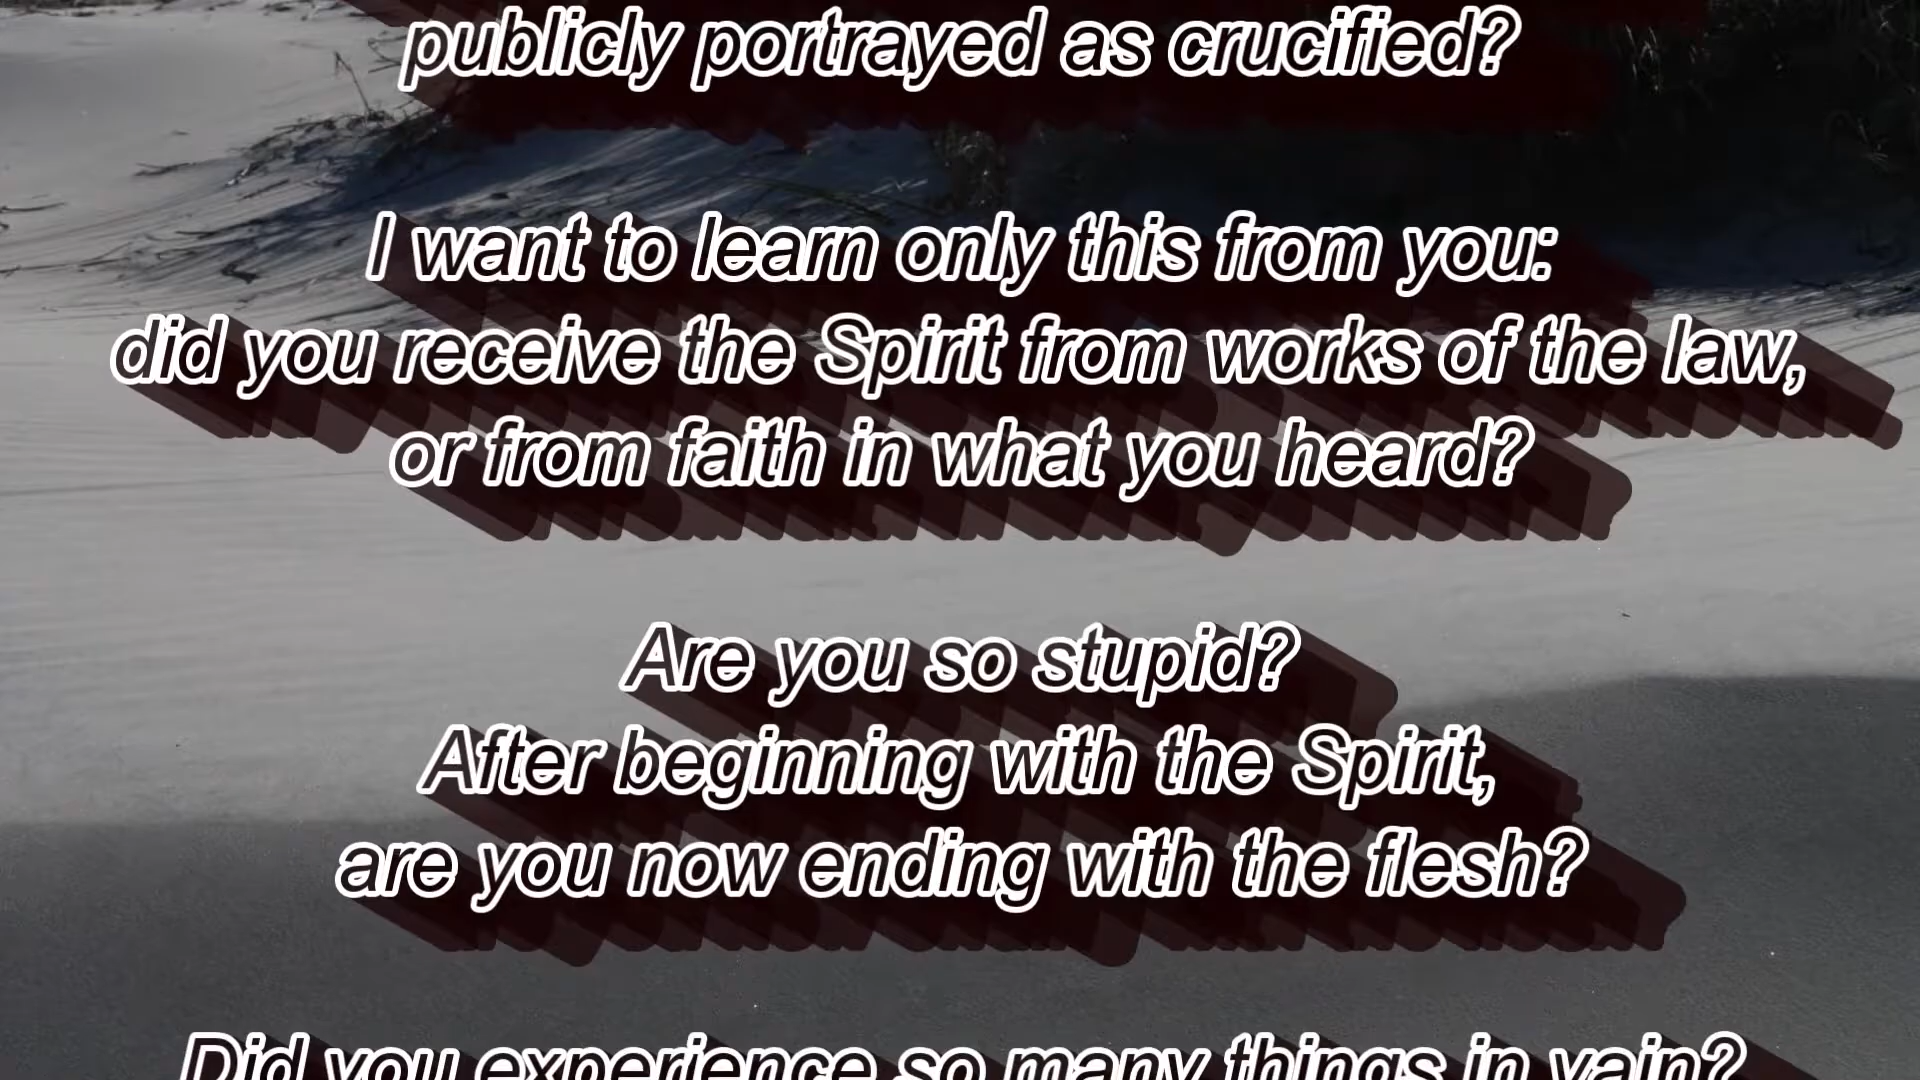 publicly portrayed as crucified?
I want to learn only this from you:
did you receive the Spirit from works of the law,
or from faith in what you heard?
Are you so stupid?
After beginning with the Spirit,
are you now ending with the flesh?
Did you experience so many things in vain?